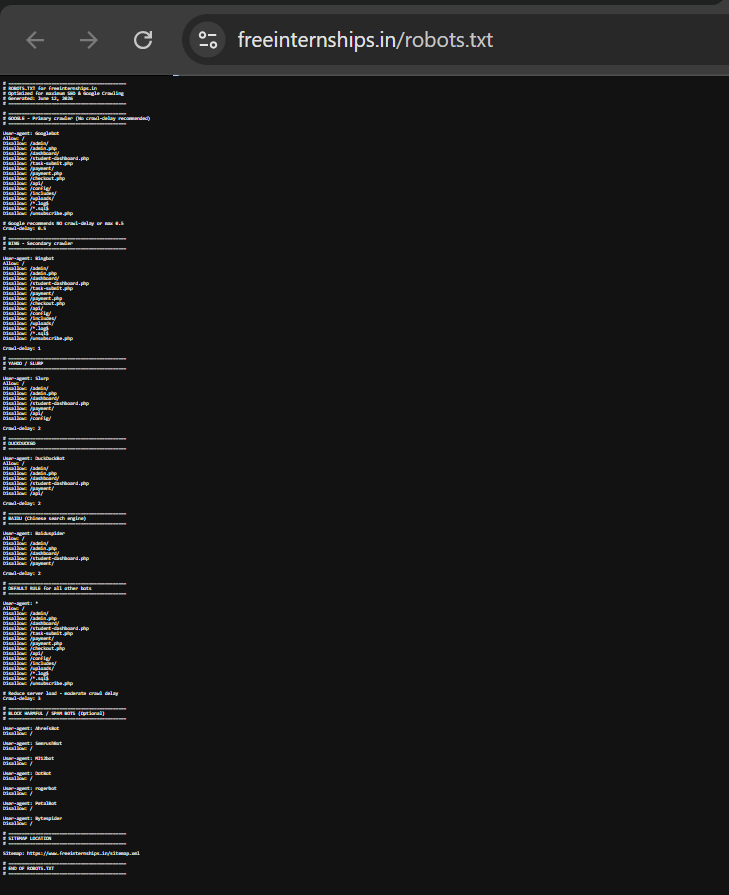 freeinternships.in/robots.txt
# ============================================
# ROBOTS.TXT for Freeinternships.in
# Optimized for maximum SEO & Google Crawling
# Generated: June 12, 2026
# ============================================
# ============================================
# GOOGLE - Primary crawler (No crawl-delay recommended)
# ============================================
User-agent: Googlebot
Allow: /
Disallow: /admin/
Disallow: /admin.php
Disallow: /dashboard/
Disallow: /student-dashboard.php
Disallow: /task-submit.php
Disallow: /payment/
Disallow: /payment.php
Disallow: /checkout.php
Disallow: /api/
Disallow: /config/
Disallow: /includes/
Disallow: /uploads/
Disallow: /*.log$
Disallow: /*.sql$
Disallow: /unsubscribe.php
# Google recommends NO crawl-delay or max 0.5
Crawl-delay: 0.5
# ============================================
# BING - Secondary crawler
# ============================================
User-agent: Bingbot
Allow: /
Disallow: /admin/
Disallow: /admin.php
Disallow: /dashboard/
Disallow: /student-dashboard.php
Disallow: /task-submit.php
Disallow: /payment/
Disallow: /payment.php
Disallow: /checkout.php
Disallow: /api/
Disallow: /config/
Disallow: /includes/
Disallow: /uploads/
Disallow: /*.log$
Disallow: /*.sql$
Disallow: /unsubscribe.php
Crawl-delay: 1
# ============================================
# YAHOO / SLURP
# ============================================
User-agent: Slurp
Allow: /
Disallow: /admin/
Disallow: /admin.php
Disallow: /dashboard/
Disallow: /student-dashboard.php
Disallow: /payment/
Disallow: /api/
Disallow: /config/
Crawl-delay: 2
# ============================================
# DUCKDUCKGO
# ============================================
User-agent: DuckDuckBot
Allow: /
Disallow: /admin/
Disallow: /admin.php
Disallow: /dashboard/
Disallow: /student-dashboard.php
Disallow: /payment/
Disallow: /api/
Crawl-delay: 2
# ============================================
# BAIDU (Chinese search engine)
# ============================================
User-agent: Baiduspider
Allow: /
Disallow: /admin/
Disallow: /admin.php
Disallow: /dashboard/
Disallow: /student-dashboard.php
Disallow: /payment/
Crawl-delay: 2
# ============================================
# DEFAULT RULE for all other bots
# ============================================
User-agent: *
Allow: /
Disallow: /admin/
Disallow: /admin.php
Disallow: /dashboard/
Disallow: /student-dashboard.php
Disallow: /task-submit.php
Disallow: /payment/
Disallow: /payment.php
Disallow: /checkout.php
Disallow: /api/
Disallow: /config/
Disallow: /includes/
Disallow: /uploads/
Disallow: /*.log$
Disallow: /*.sql$
Disallow: /unsubscribe.php
# Reduce server load - moderate crawl delay
Crawl-delay: 3
# ============================================
# BLOCK HARMFUL / SPAM BOTS (Optional)
# ============================================
User-agent: AhrefsBot
Disallow: /
User-agent: SemrushBot
Disallow: /
User-agent: MJ12bot
Disallow: /
User-agent: DotBot
Disallow: /
User-agent: rogerbot
Disallow: /
User-agent: PetalBot
Disallow: /
User-agent: Bytespider
Disallow: /
# ============================================
# SITEMAP LOCATION
# ============================================
Sitemap: https://www.freeinternships.in/sitemap.xml
# ============================================
# END OF ROBOTS.TXT
# ============================================